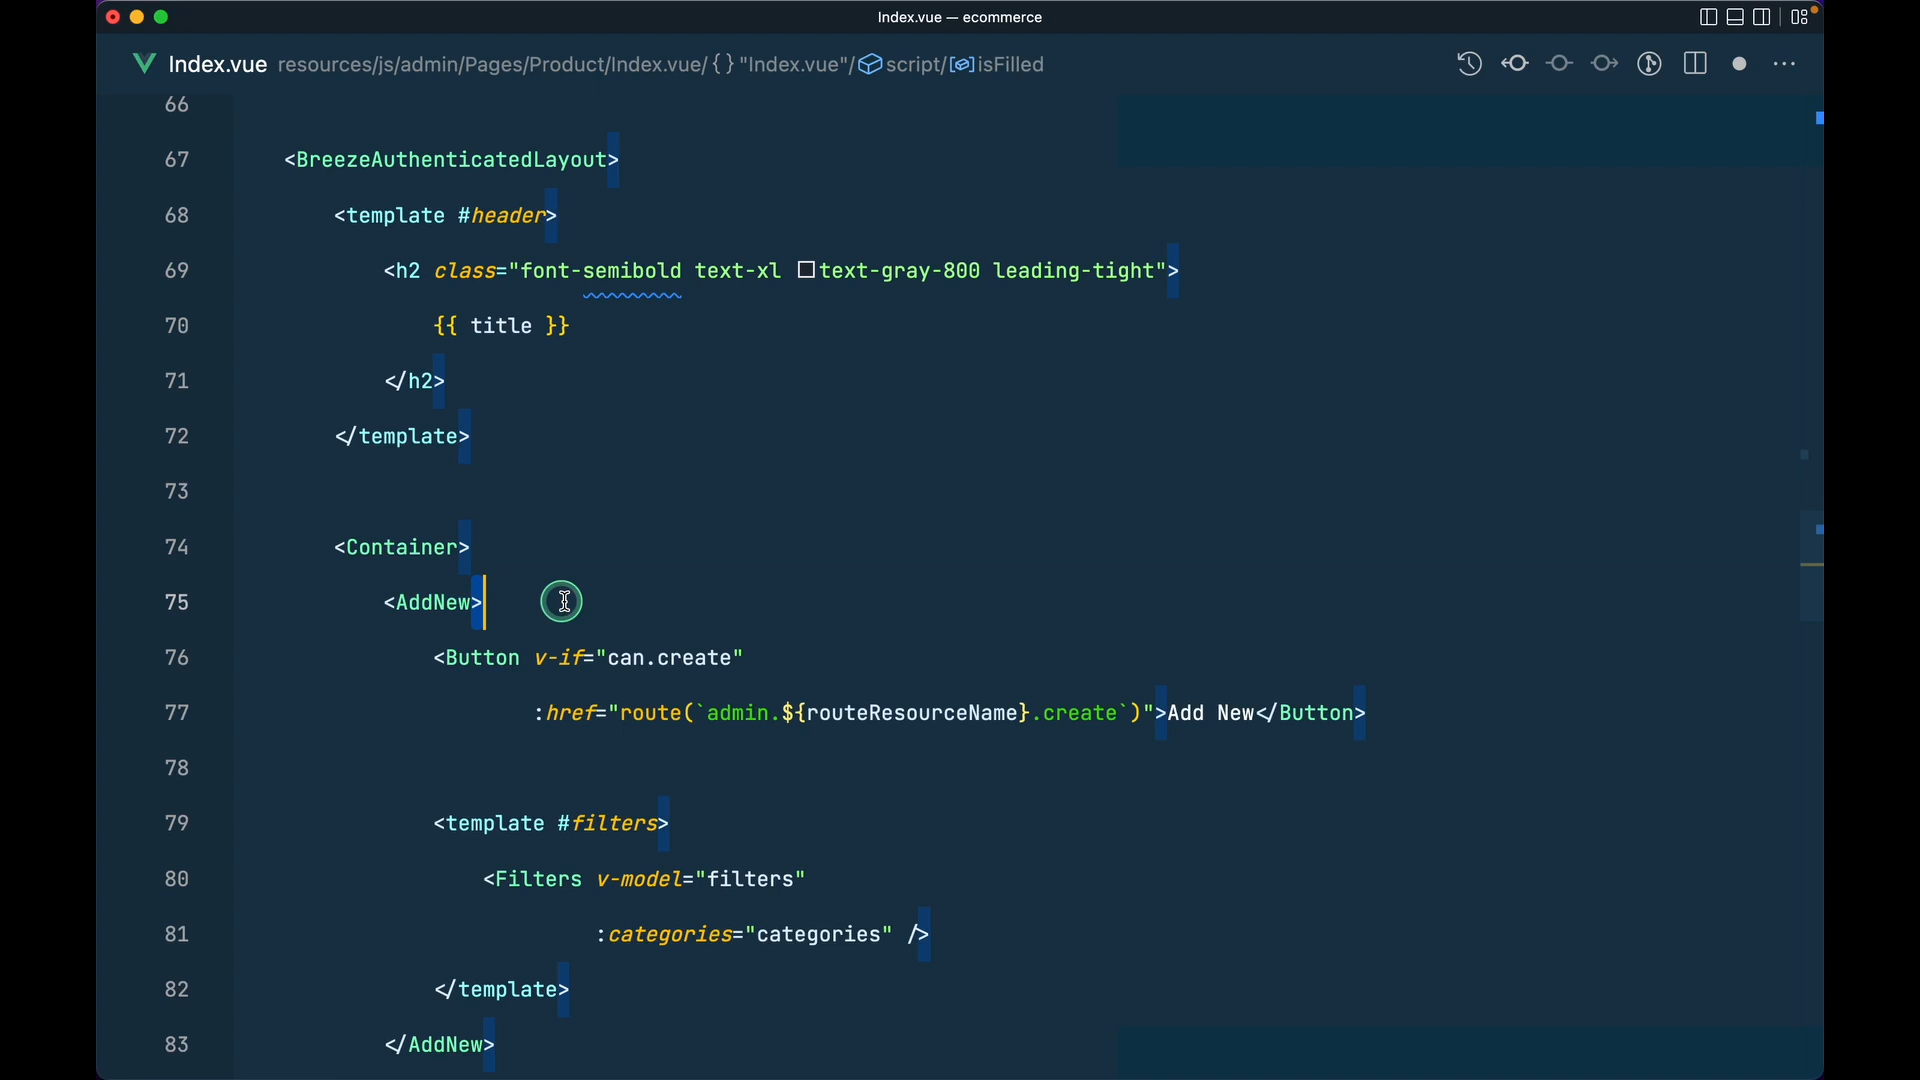 Index.vue — ecommerce
Index.vue resources/js/admin/Pages/Product/Index.vue/{} "Index.vue"/script/isFilled
66
67 <BreezeAuthenticatedLayout>
68 <template #header>
69 <h2 class="font-semibold text-xl text-gray-800 leading-tight">
70 {{ title }}
71 </h2>
72 </template>
73
74 <Container>
75 <AddNew>
76 <Button v-if="can.create"
77 :href="route(`admin.${routeResourceName}.create`)">Add New</Button>
78
79 <template #filters>
80 <Filters v-model="filters"
81 :categories="categories" />
82 </template>
83 </AddNew>